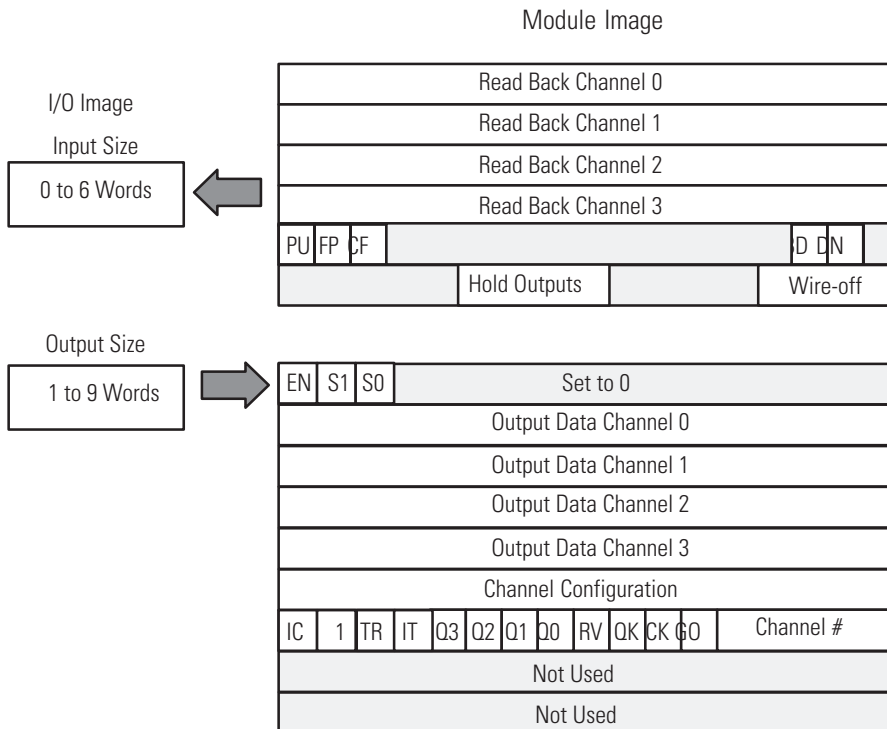 Module Image
I/O Image
Input Size
0 to 6 Words
Read Back Channel 0
Read Back Channel 1
Read Back Channel 2
Read Back Channel 3
PU FP CF D DN
Hold Outputs Wire-off
Output Size
1 to 9 Words
EN S1 S0 Set to 0
Output Data Channel 0
Output Data Channel 1
Output Data Channel 2
Output Data Channel 3
Channel Configuration
IC 1 TR IT Q3 Q2 Q1 Q0 RV QK CK GO Channel #
Not Used
Not Used